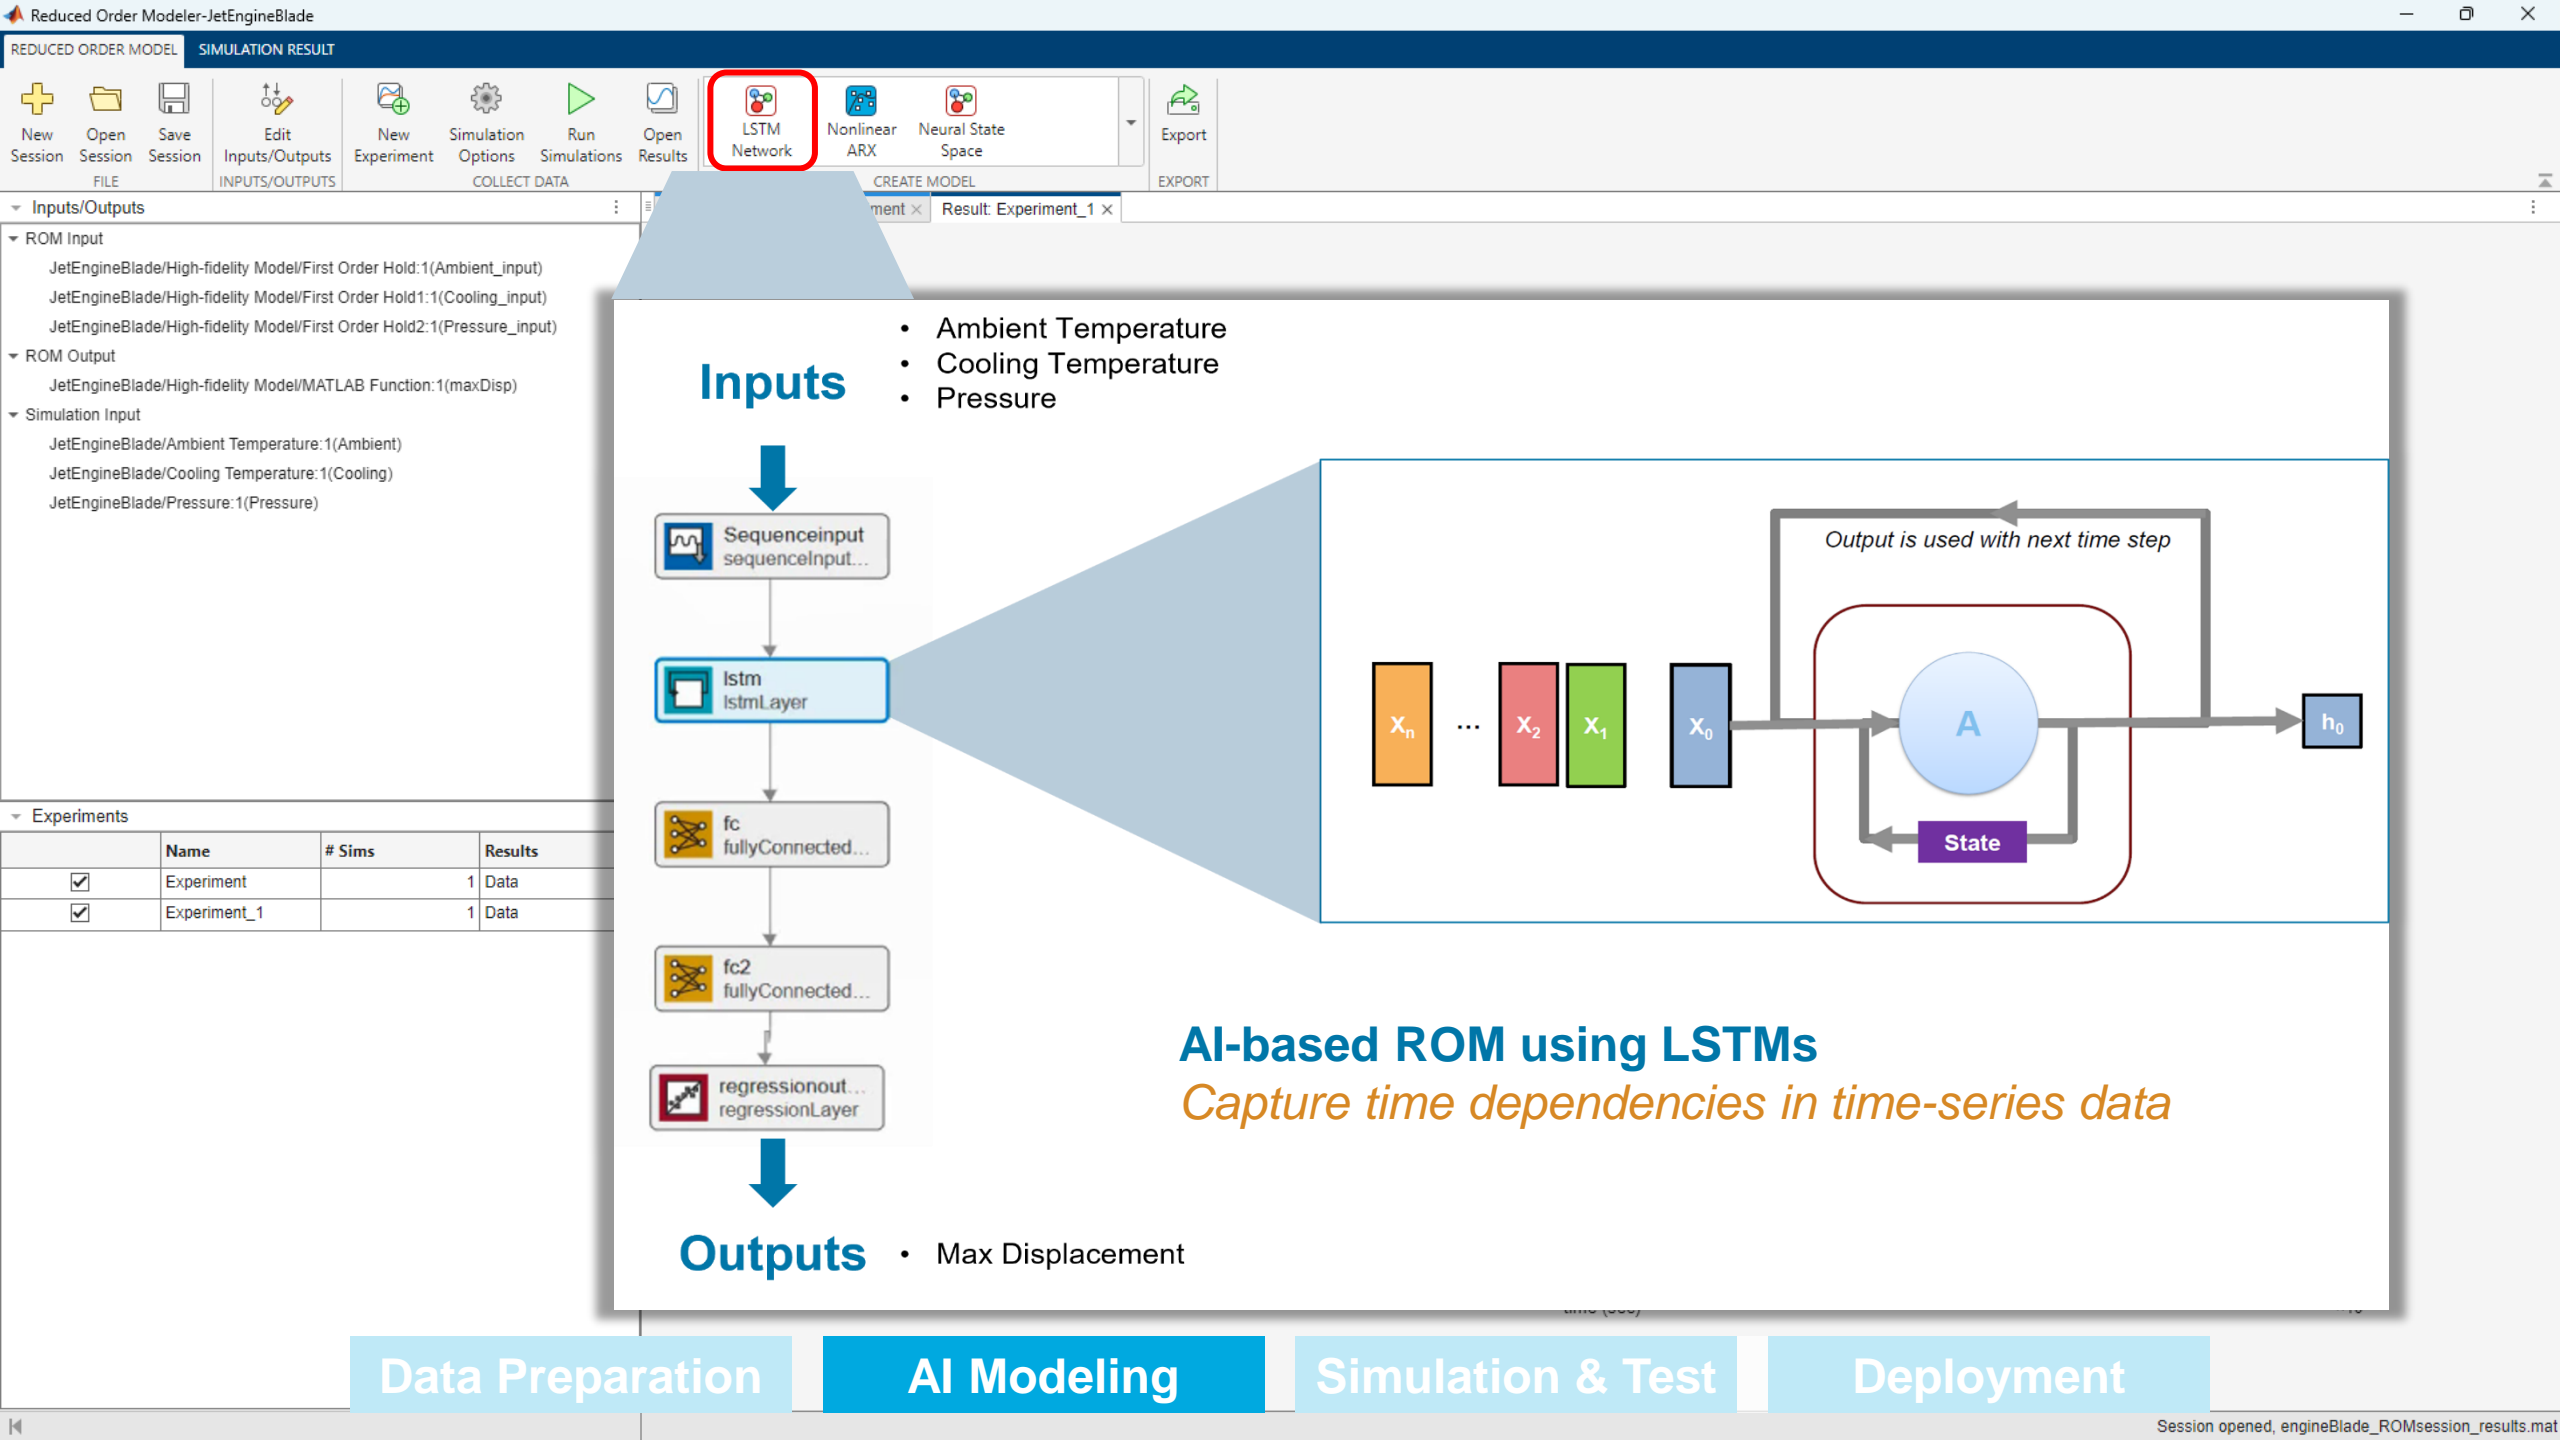 Reduced Order Modeler-JetEngineBlade
REDUCED ORDER MODEL
SIMULATION RESULT
New Session
Open Session
Save Session
Edit Inputs/Outputs
New Experiment
Simulation Options
Run Simulations
Open Results
LSTM Network
Nonlinear ARX
Neural State Space
Export
FILE
INPUTS/OUTPUTS
COLLECT DATA
CREATE MODEL
EXPORT
Inputs/Outputs
ROM Input
JetEngineBlade/High-fidelity Model/First Order Hold:1(Ambient_input)
JetEngineBlade/High-fidelity Model/First Order Hold1:1(Cooling_input)
JetEngineBlade/High-fidelity Model/First Order Hold2:1(Pressure_input)
ROM Output
JetEngineBlade/High-fidelity Model/MATLAB Function:1(maxDisp)
Simulation Input
JetEngineBlade/Ambient Temperature:1(Ambient)
JetEngineBlade/Cooling Temperature:1(Cooling)
JetEngineBlade/Pressure:1(Pressure)
Experiments
Name # Sims Results
Experiment 1 Data
Experiment_1 1 Data
ment
Result: Experiment_1
Inputs
• Ambient Temperature
• Cooling Temperature
• Pressure
Sequenceinput
sequenceInput...
lstm
lstmLayer
fc
fullyConnected...
fc2
fullyConnected...
regressionout...
regressionLayer
Outputs
• Max Displacement
Output is used with next time step
Xn ... X2 X1 X0
A
h0
State
AI-based ROM using LSTMs
Capture time dependencies in time-series data
Data Preparation
AI Modeling
Simulation & Test
Deployment
Session opened, engineBlade_ROMsession_results.mat